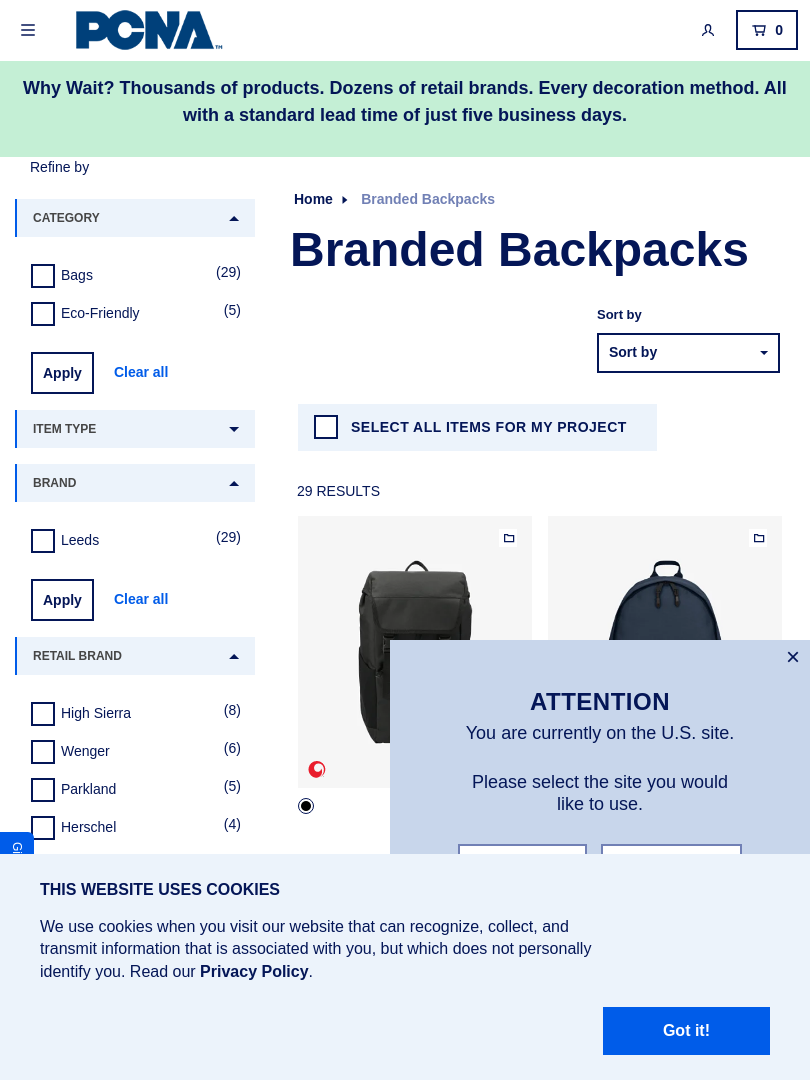 PCNA™
0
Why Wait? Thousands of products. Dozens of retail brands. Every decoration method. All
with a standard lead time of just five business days.
Refine by
CATEGORY
Bags (29)
Eco-Friendly (5)
Apply Clear all
ITEM TYPE
BRAND
Leeds (29)
Apply Clear all
RETAIL BRAND
High Sierra (8)
Wenger (6)
Parkland (5)
Herschel (4)
Home Branded Backpacks
Branded Backpacks
Sort by
Sort by
SELECT ALL ITEMS FOR MY PROJECT
29 RESULTS
ATTENTION
You are currently on the U.S. site.
Please select the site you would
like to use.
THIS WEBSITE USES COOKIES
We use cookies when you visit our website that can recognize, collect, and
transmit information that is associated with you, but which does not personally
identify you. Read our Privacy Policy.
Got it!